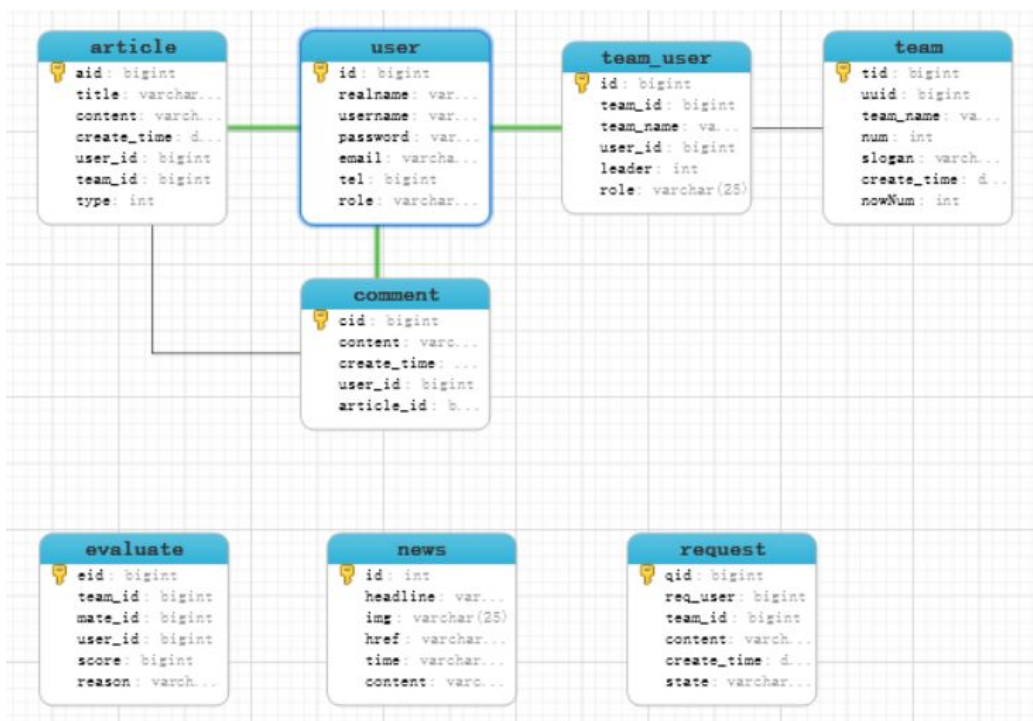 article
aid: bigint
title: varchar...
content: varch...
create_time: d...
user_id: bigint
team_id: bigint
type: int
user
id: bigint
realname: var...
username: var...
password: var...
email: varcha...
tel: bigint
role: varchar...
team_user
id: bigint
team_id: bigint
team_name: va...
user_id: bigint
leader: int
role: varchar(25)
team
tid: bigint
uuid: bigint
team_name: va...
num: int
slogan: varch...
create_time: d...
nowNum: int
comment
cid: bigint
content: varc...
create_time: ...
user_id: bigint
article_id: b...
evaluate
eid: bigint
team_id: bigint
mate_id: bigint
user_id: bigint
score: bigint
reason: varch...
news
id: int
headline: var...
img: varchar(25)
href: varchar...
time: varchar...
content: varc...
request
qid: bigint
req_user: bigint
team_id: bigint
content: varch...
create_time: d...
state: varchar...